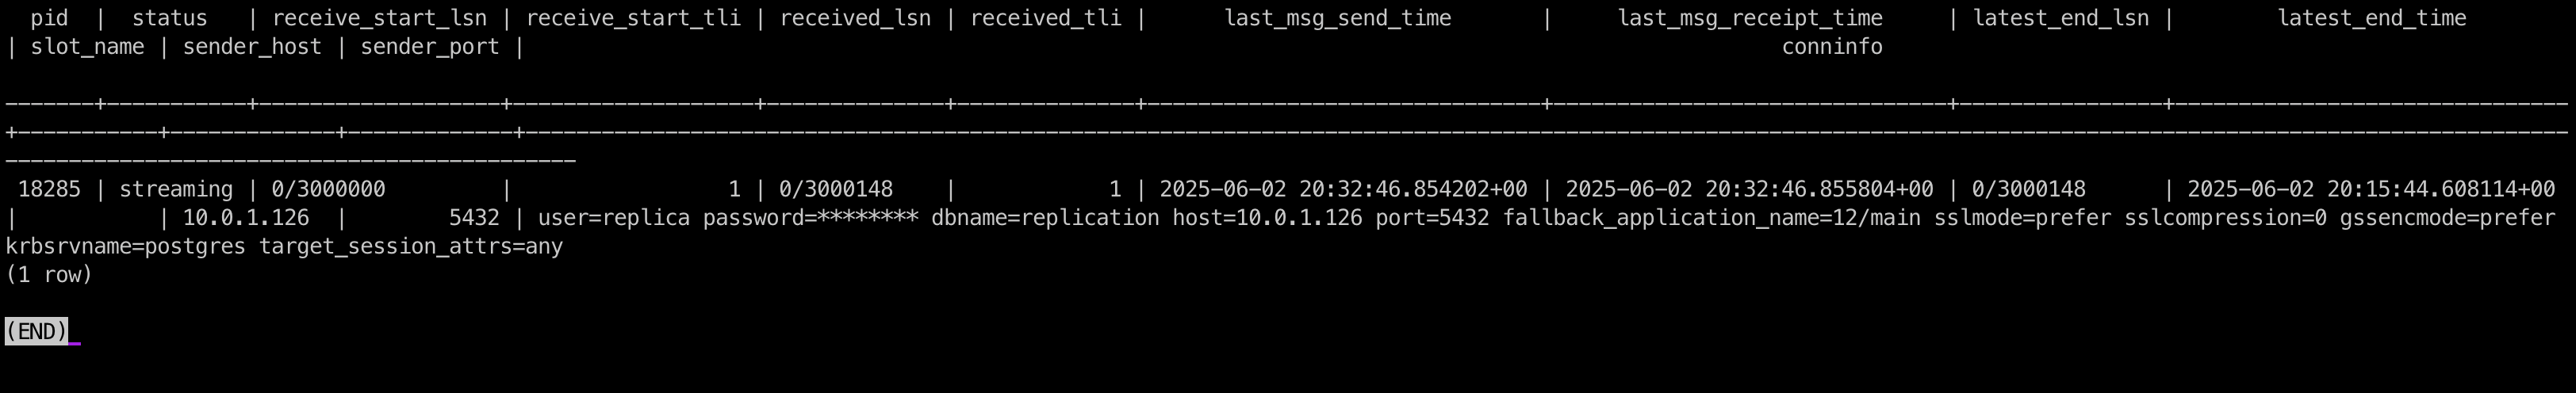 pid  |  status   | receive_start_lsn | receive_start_tli | received_lsn | received_tli |      last_msg_send_time       |     last_msg_receipt_time     | latest_end_lsn |        latest_end_time
| slot_name | sender_host | sender_port |                                                                                                   conninfo
-------+-----------+-------------------+-------------------+--------------+--------------+-------------------------------+-------------------------------+----------------+-------------------------------
+-----------+-------------+-------------+-----------------------------------------------------------------------------------------------------------------------------------------------------------------
---------------------------------------------
 18285 | streaming | 0/3000000         |                 1 | 0/3000148    |            1 | 2025-06-02 20:32:46.854202+00 | 2025-06-02 20:32:46.855804+00 | 0/3000148      | 2025-06-02 20:15:44.608114+00
|           | 10.0.1.126  |        5432 | user=replica password=******** dbname=replication host=10.0.1.126 port=5432 fallback_application_name=12/main sslmode=prefer sslcompression=0 gssencmode=prefer
krbsrvname=postgres target_session_attrs=any
(1 row)
(END)